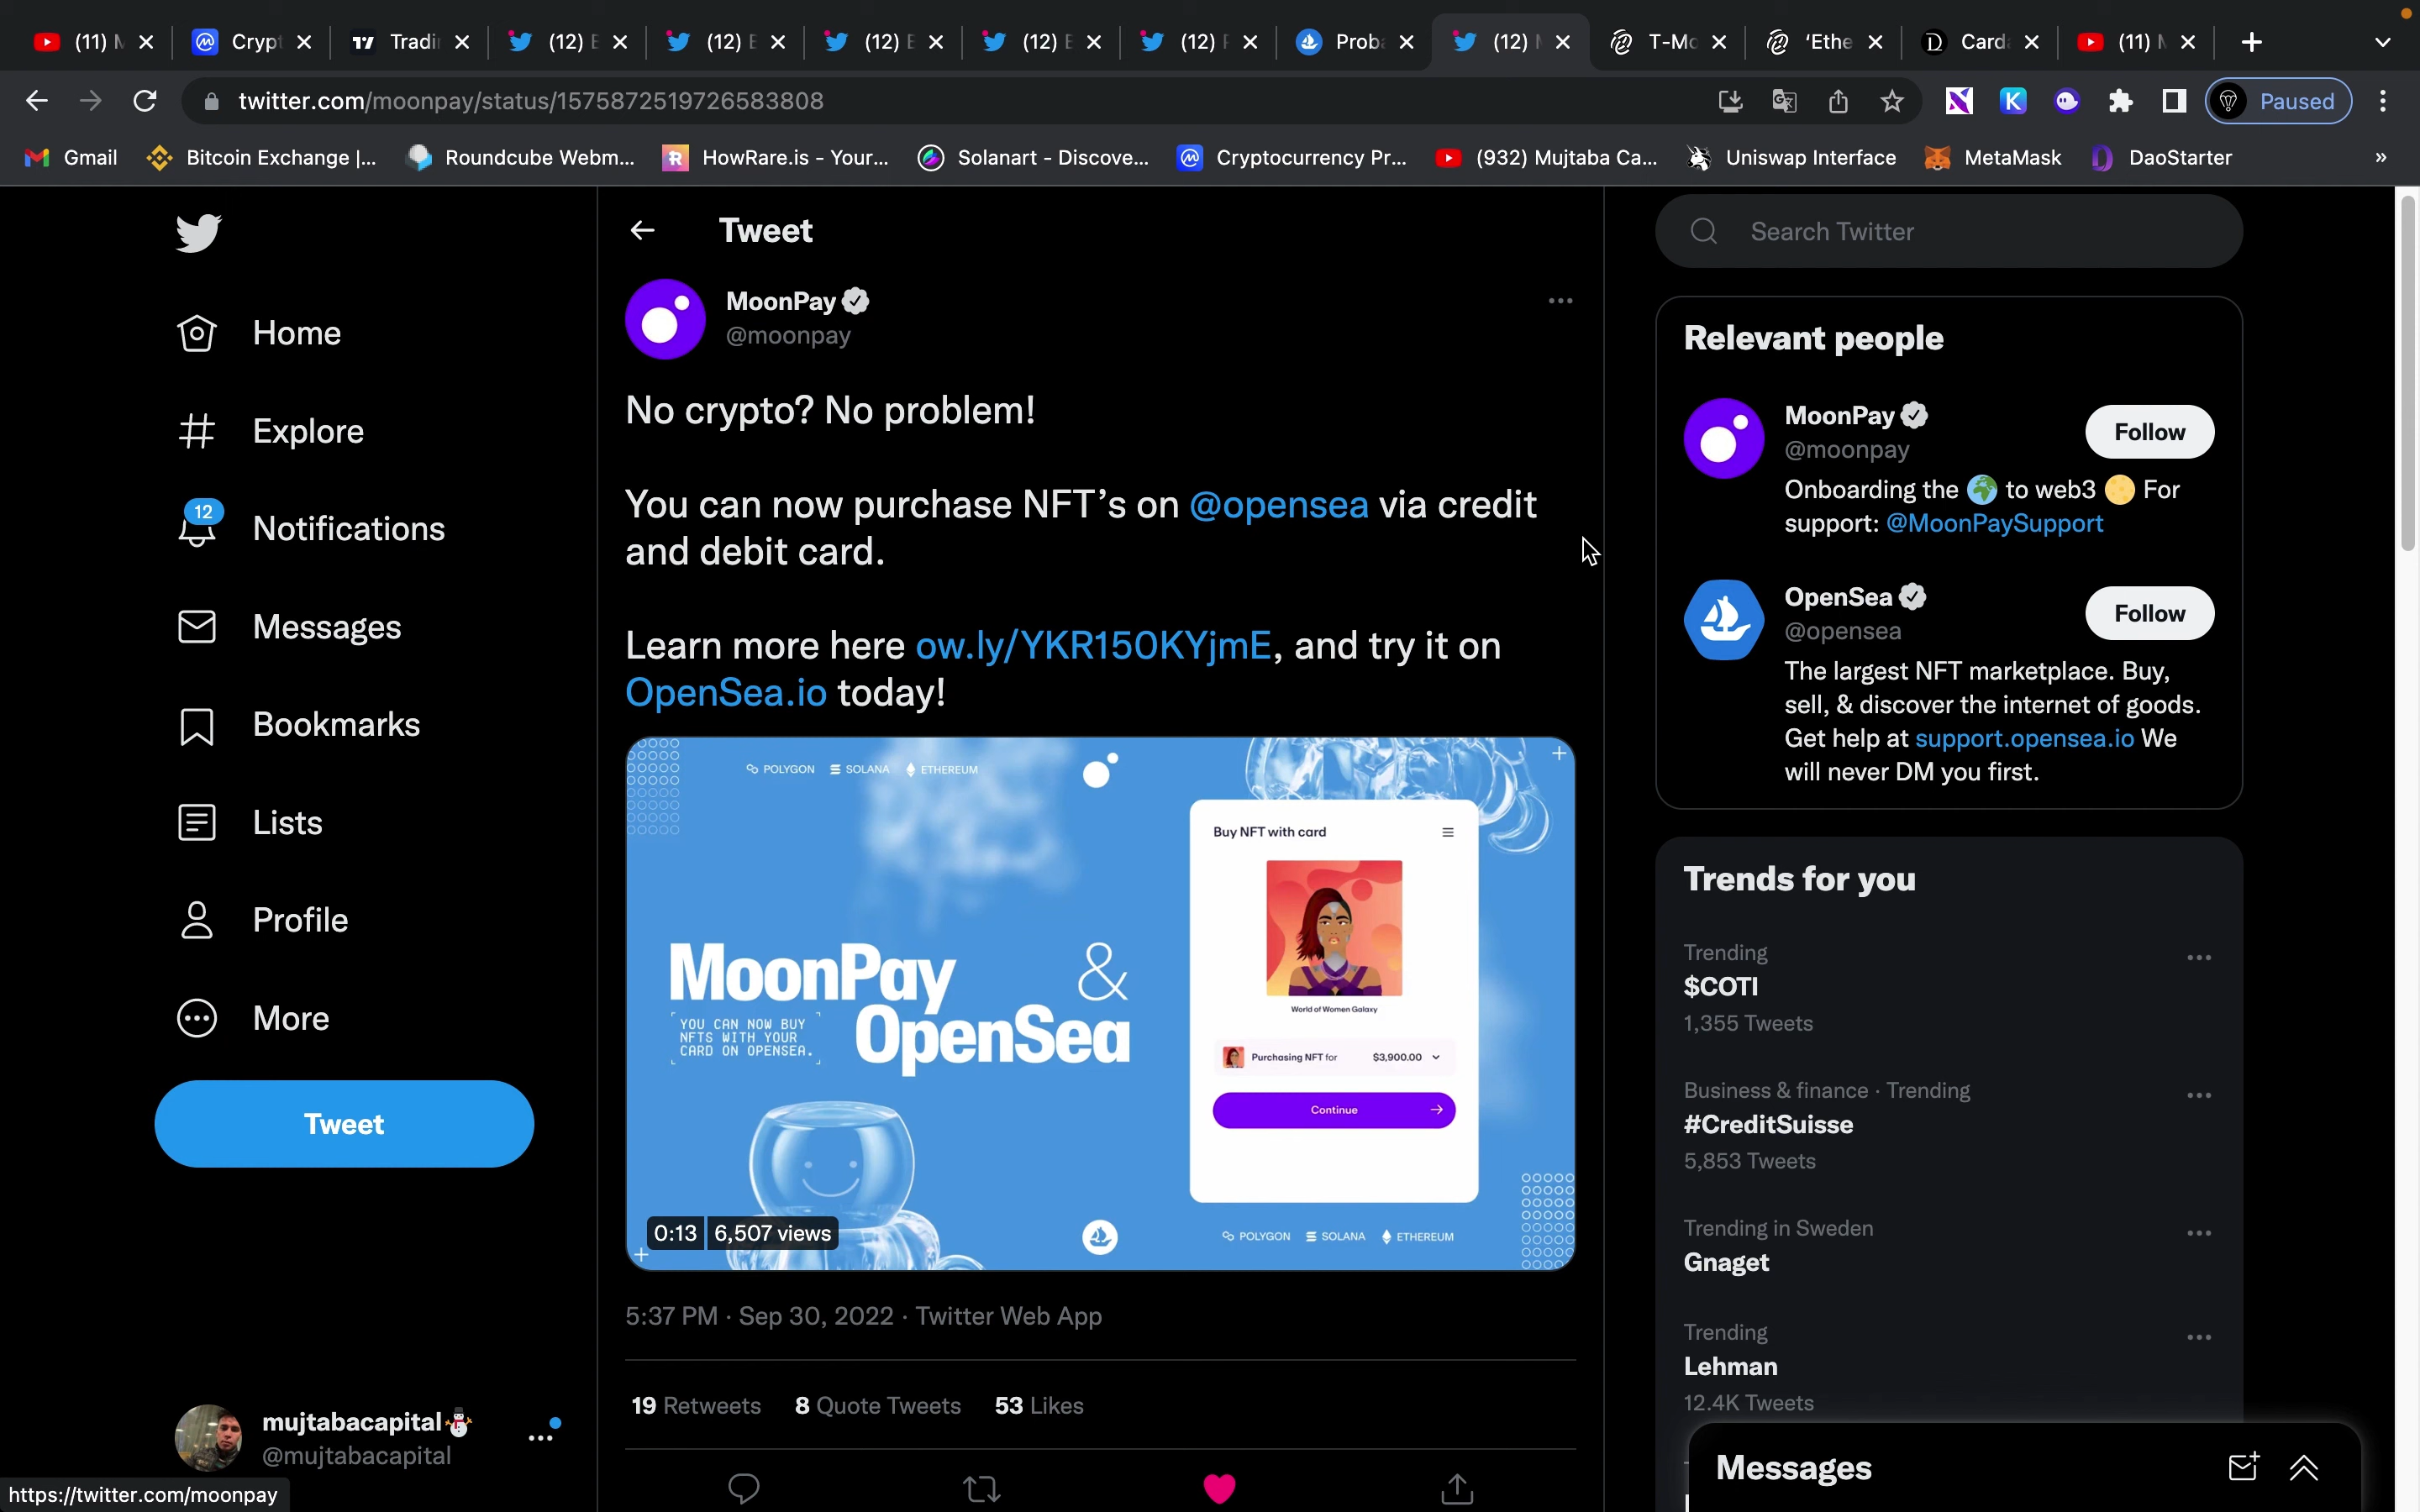 (11) M
Crypt
Tradi
(12) E
(12) E
(12) E
(12) E
(12) F
Prob
(12) M
T-Mo
'Ethe
Card
(11) M
twitter.com/moonpay/status/1575872519726583808
Paused
Gmail
Bitcoin Exchange |...
Roundcube Webm...
HowRare.is - Your...
Solanart - Discove...
Cryptocurrency Pr...
(932) Mujtaba Ca...
Uniswap Interface
MetaMask
DaoStarter
»
Home
Explore
12
Notifications
Messages
Bookmarks
Lists
Profile
More
Tweet
mujtabacapital
@mujtabacapital
https://twitter.com/moonpay
Tweet
MoonPay
@moonpay
No crypto? No problem!
You can now purchase NFT's on @opensea via credit
and debit card.
Learn more here ow.ly/YKR150KYjmE, and try it on
OpenSea.io today!
POLYGON SOLANA ETHEREUM
MoonPay &
OpenSea
YOU CAN NOW BUY
NFTS WITH YOUR
CARD ON OPENSEA.
Buy NFT with card
World of Women Galaxy
Purchasing NFT for $3,900.00
Continue
POLYGON SOLANA ETHEREUM
0:13 6,507 views
5:37 PM · Sep 30, 2022 · Twitter Web App
19 Retweets 8 Quote Tweets 53 Likes
Search Twitter
Relevant people
MoonPay
@moonpay
Follow
Onboarding the 🌍 to web3 🌕 For
support: @MoonPaySupport
OpenSea
@opensea
Follow
The largest NFT marketplace. Buy,
sell, & discover the internet of goods.
Get help at support.opensea.io We
will never DM you first.
Trends for you
Trending
$COTI
1,355 Tweets
Business & finance · Trending
#CreditSuisse
5,853 Tweets
Trending in Sweden
Gnaget
Trending
Lehman
12.4K Tweets
Messages